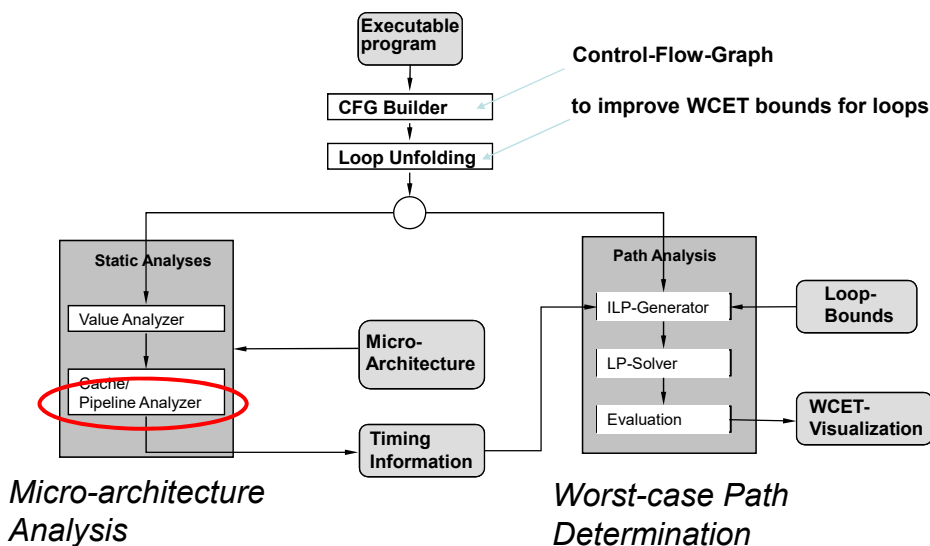 Executable
program
Control-Flow-Graph
CFG Builder
to improve WCET bounds for loops
Loop Unfolding
Static Analyses
Path Analysis
Value Analyzer
ILP-Generator
Loop-
Bounds
Micro-
Architecture
LP-Solver
Cache/
Pipeline Analyzer
Evaluation
WCET-
Visualization
Timing
Information
Micro-architecture
Analysis
Worst-case Path
Determination